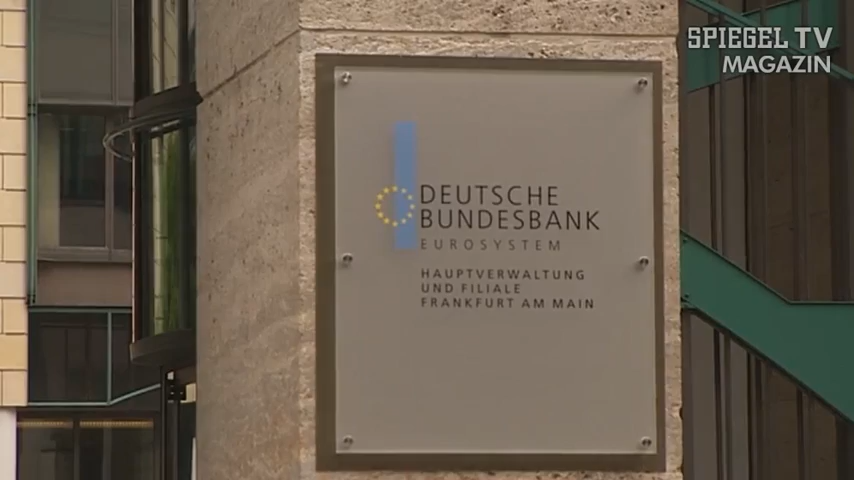 SPIEGEL TV
MAGAZIN
DEUTSCHE
BUNDESBANK
EUROSYSTEM
HAUPTVERWALTUNG
UND FILIALE
FRANKFURT AM MAIN